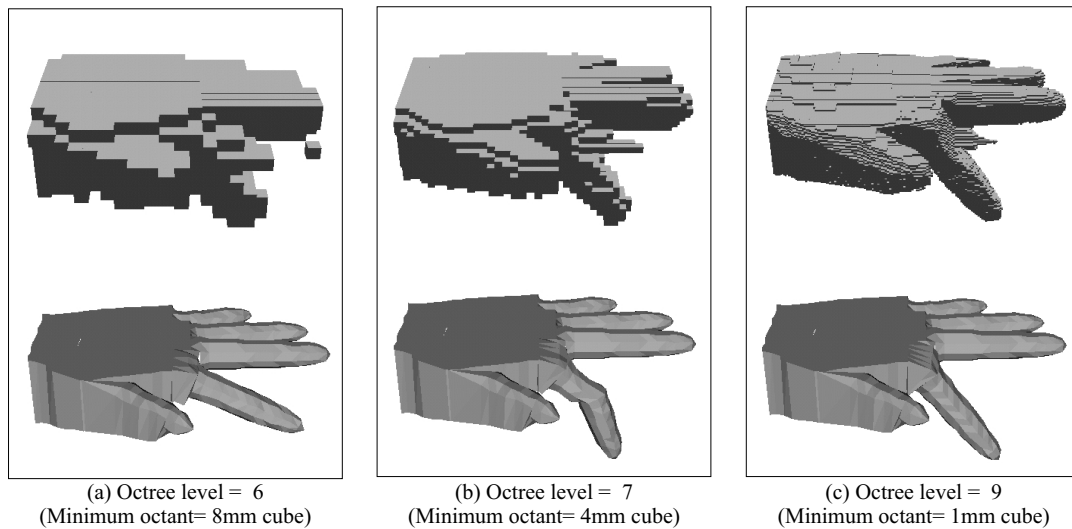 (a) Octree level = 6
(Minimum octant= 8mm cube)
(b) Octree level = 7
(Minimum octant= 4mm cube)
(c) Octree level = 9
(Minimum octant= 1mm cube)